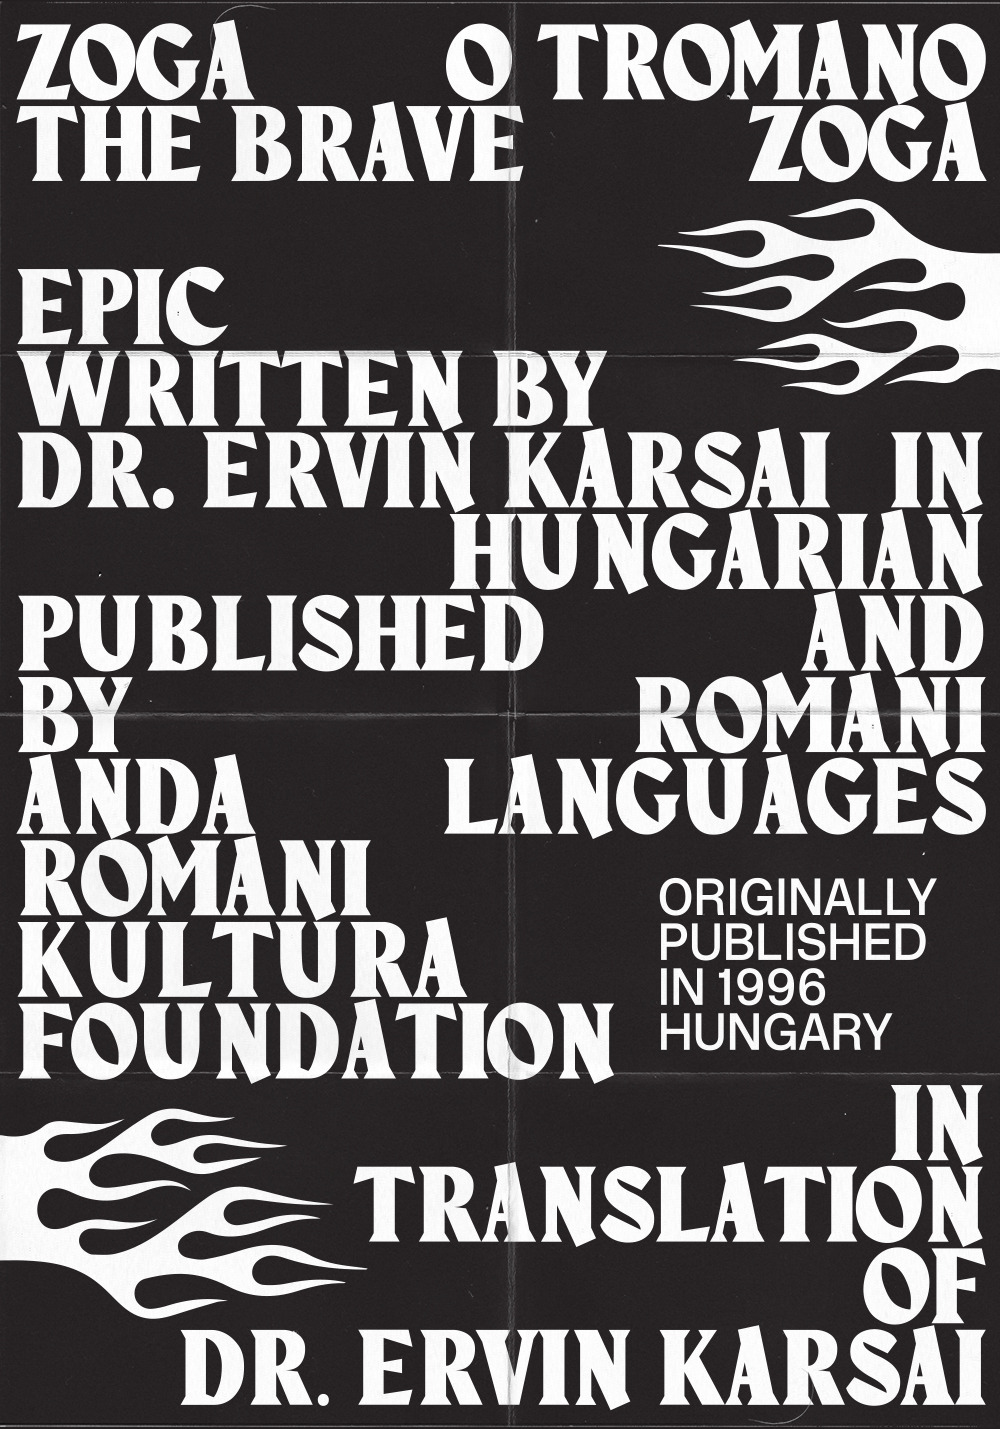 ZOGA THE BRAVE
O TROMANO ZOGA
EPIC
WRITTEN BY
DR. ERVIN KARSAI IN
HUNGARIAN
AND
ROMANI
LANGUAGES
PUBLISHED
BY
ANDA
ROMANI
KULTURA
FOUNDATION
ORIGINALLY
PUBLISHED
IN 1996
HUNGARY
IN
TRANSLATION
OF
DR. ERVIN KARSAI